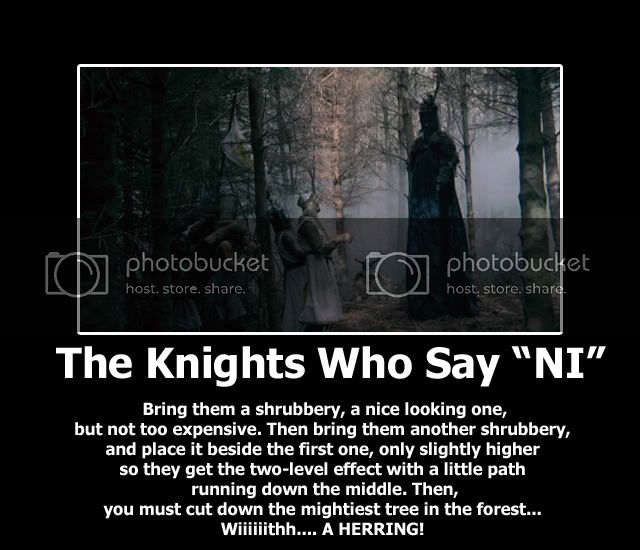 photobucket
host. store. share.
photobucket
host. store. share.
The Knights Who Say “NI”
Bring them a shrubbery, a nice looking one,
but not too expensive. Then bring them another shrubbery,
and place it beside the first one, only slightly higher
so they get the two-level effect with a little path
running down the middle. Then,
you must cut down the mightiest tree in the forest...
Wiiiiiithh.... A HERRING!